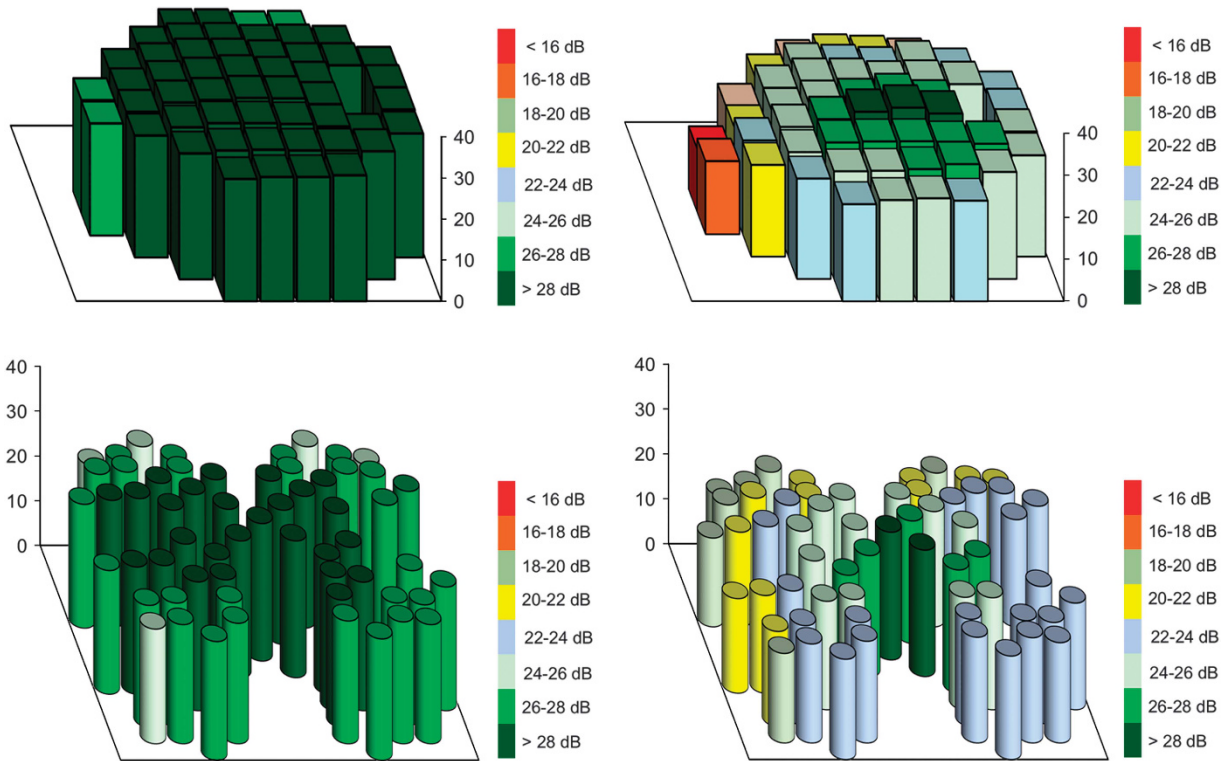 < 16 dB
16-18 dB
18-20 dB
20-22 dB
22-24 dB
24-26 dB
26-28 dB
> 28 dB
40
30
20
10
0
< 16 dB
16-18 dB
18-20 dB
20-22 dB
22-24 dB
24-26 dB
26-28 dB
> 28 dB
40
30
20
10
0
40
30
20
10
0
< 16 dB
16-18 dB
18-20 dB
20-22 dB
22-24 dB
24-26 dB
26-28 dB
> 28 dB
40
30
20
10
0
< 16 dB
16-18 dB
18-20 dB
20-22 dB
22-24 dB
24-26 dB
26-28 dB
> 28 dB